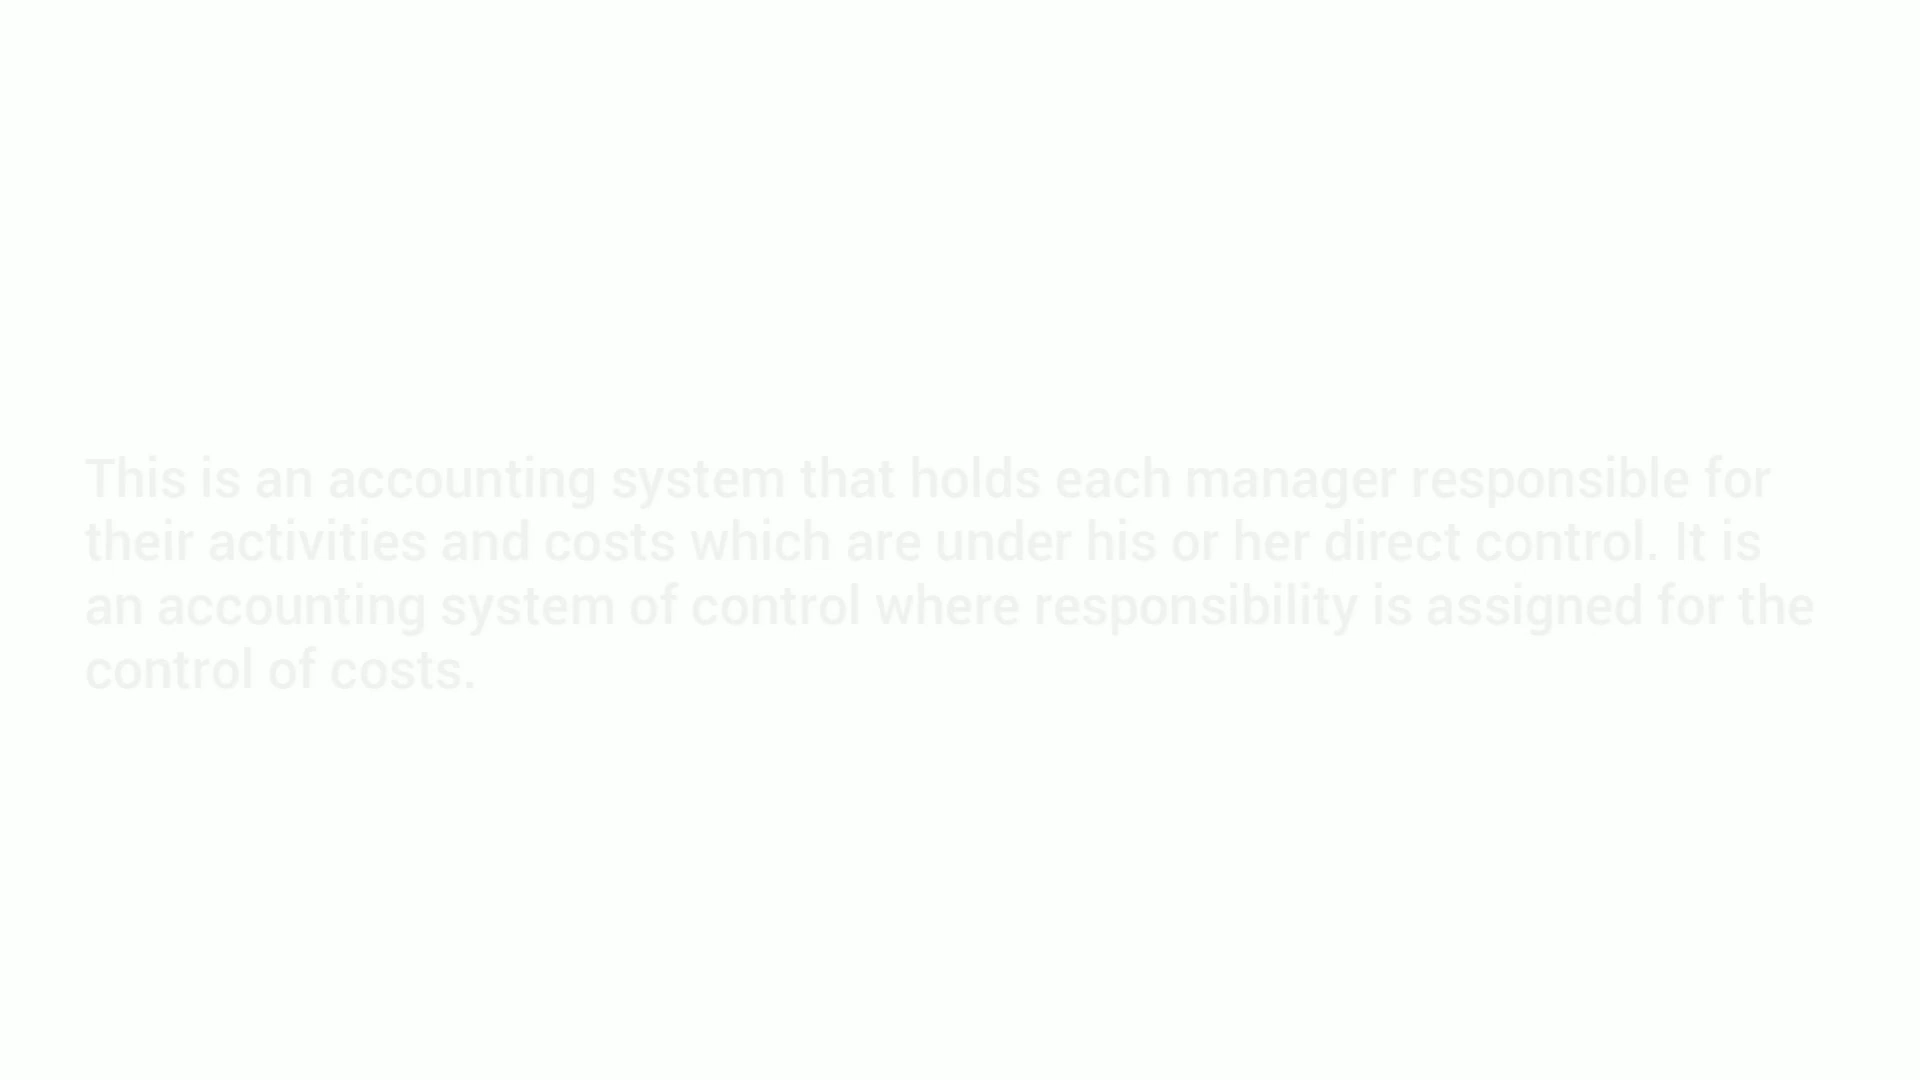 This is an accounting system that holds each manager responsible for
their activities and costs which are under his or her direct control. It is
an accounting system of control where responsibility is assigned for the
control of costs.